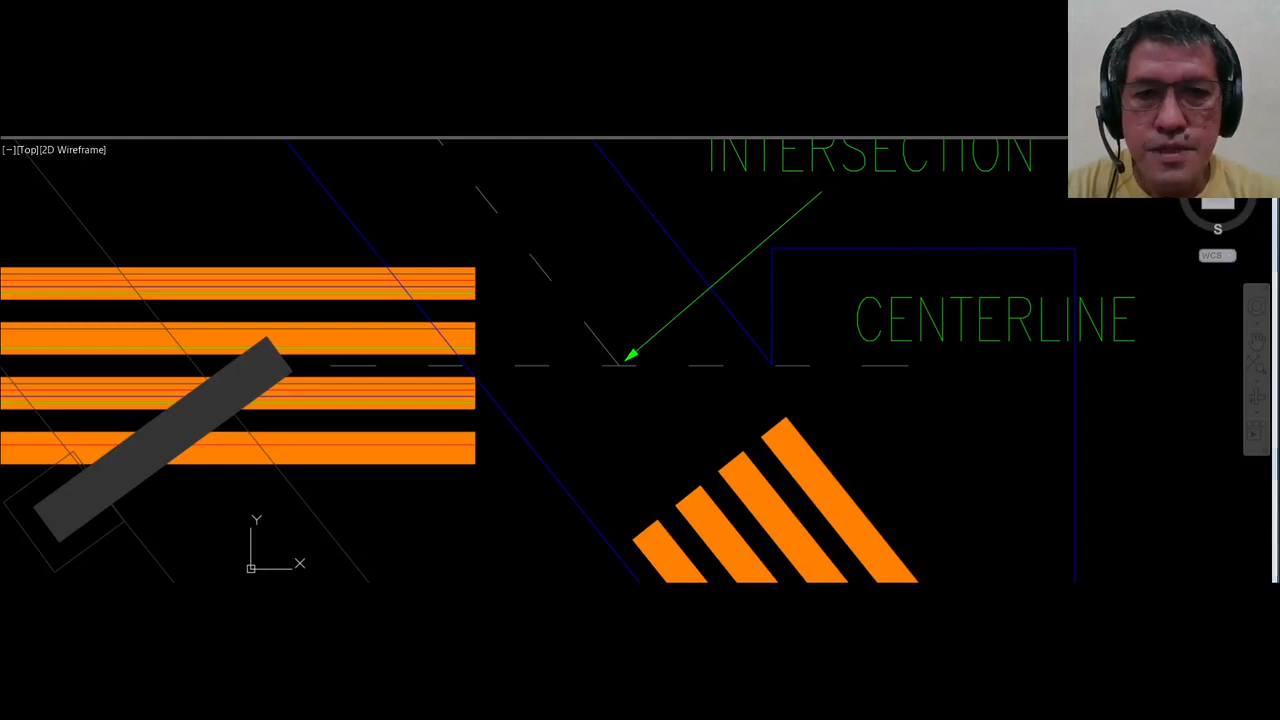 [−][Top][2D Wireframe]
INTERSECTION
S
WCS
CENTERLINE
Y
X